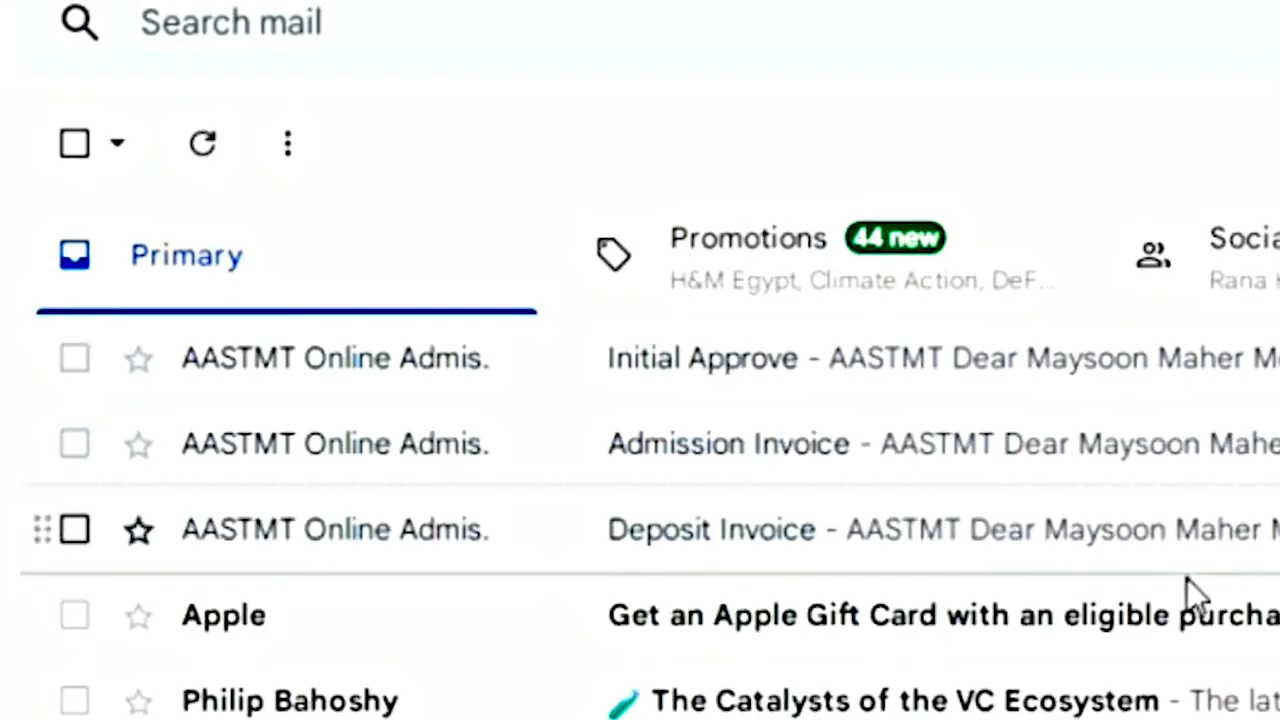 Search mail
Primary
Promotions 44 new
H&M Egypt, Climate Action, DeF...
Socia
Rana
AASTMT Online Admis. Initial Approve - AASTMT Dear Maysoon Maher M
AASTMT Online Admis. Admission Invoice - AASTMT Dear Maysoon Mahe
AASTMT Online Admis. Deposit Invoice - AASTMT Dear Maysoon Maher M
Apple Get an Apple Gift Card with an eligible purcha
Philip Bahoshy The Catalysts of the VC Ecosystem - The lat